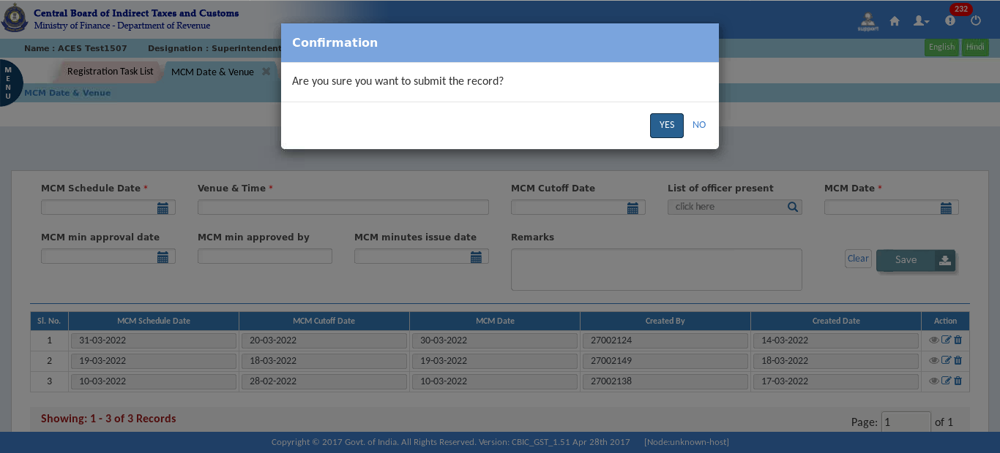 Central Board of Indirect Taxes and Customs
Ministry of Finance - Department of Revenue
support
232
Name : ACES Test1507 Designation : Superintendent
English Hindi
MENU
Registration Task List MCM Date & Venue
MCM Date & Venue
Confirmation
Are you sure you want to submit the record?
YES NO
MCM Schedule Date * Venue & Time * MCM Cutoff Date List of officer present MCM Date *
click here
MCM min approval date MCM min approved by MCM minutes issue date Remarks
Clear Save
Sl. No. MCM Schedule Date MCM Cutoff Date MCM Date Created By Created Date Action
1 31-03-2022 20-03-2022 30-03-2022 27002124 14-03-2022
2 19-03-2022 18-03-2022 19-03-2022 27002149 18-03-2022
3 10-03-2022 28-02-2022 10-03-2022 27002138 17-03-2022
Showing: 1 - 3 of 3 Records Page: 1 of 1
Copyright © 2017 Govt. of India. All Rights Reserved. Version: CBIC_GST_1.51 Apr 28th 2017 [Node:unknown-host]